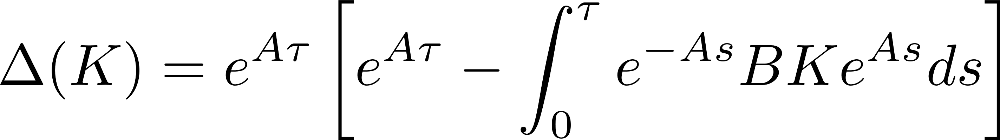 Δ(K) = e^{Aτ} [ e^{Aτ} − ∫_0^τ e^{−As} B K e^{As} ds ]